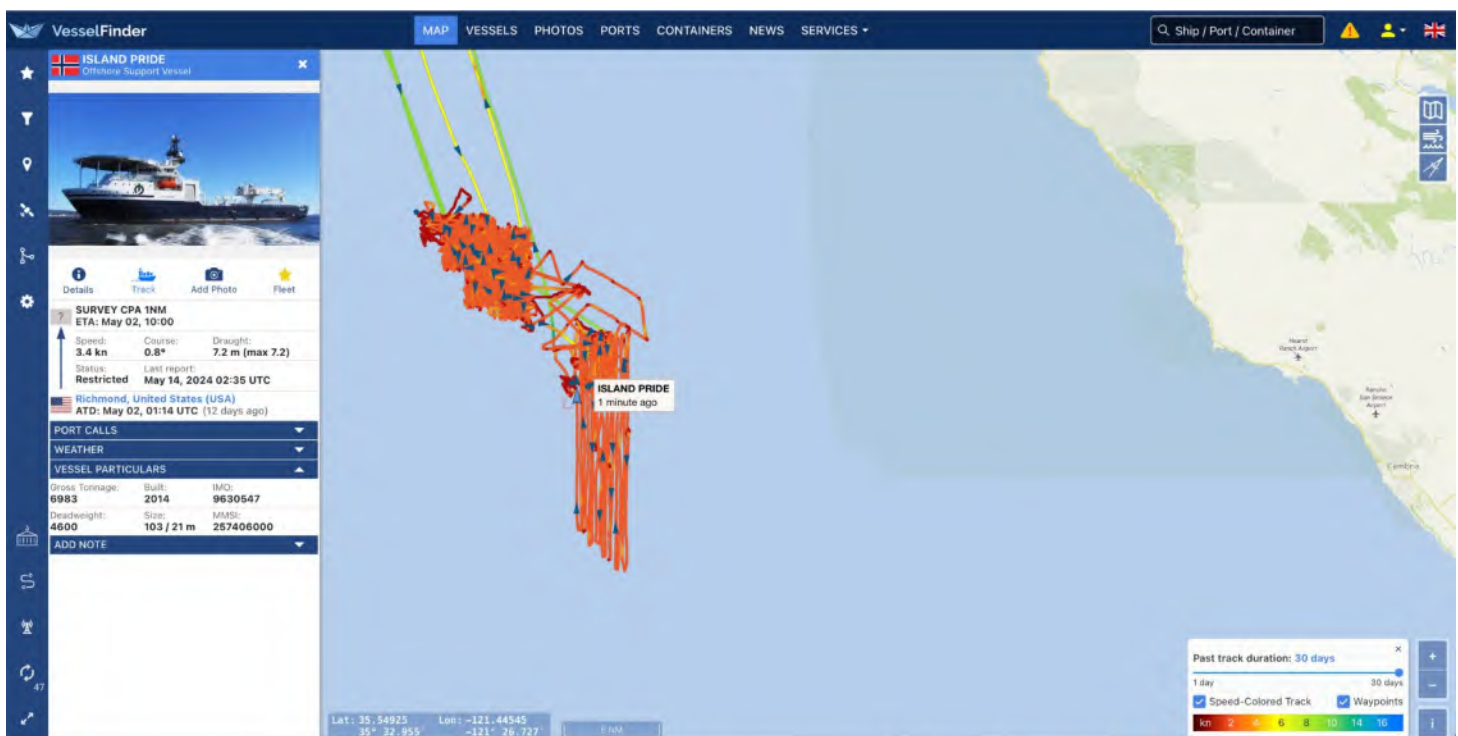 VesselFinder
MAP VESSELS PHOTOS PORTS CONTAINERS NEWS SERVICES
Ship / Port / Container
ISLAND PRIDE
Offshore Support Vessel
Details Track Add Photo Fleet
? SURVEY CPA 1NM
ETA: May 02, 10:00
Speed: Course: Draught:
3.4 kn 0.8° 7.2 m (max 7.2)
Status: Last report:
Restricted May 14, 2024 02:35 UTC
Richmond, United States (USA)
ATD: May 02, 01:14 UTC (12 days ago)
PORT CALLS
WEATHER
VESSEL PARTICULARS
Gross Tonnage: Built: IMO:
6983 2014 9630547
Deadweight: Size: MMSI:
4600 103 / 21 m 257406000
ADD NOTE
47
ISLAND PRIDE
1 minute ago
Hearst
Ranch Airport
Airport
Cambria
Lat: 35.54925 Lon: -121.44545
35° 32.955' -121° 26.727'
Past track duration: 30 days
1 day 30 days
Speed-Colored Track Waypoints
kn 2 4 6 8 10 14 16